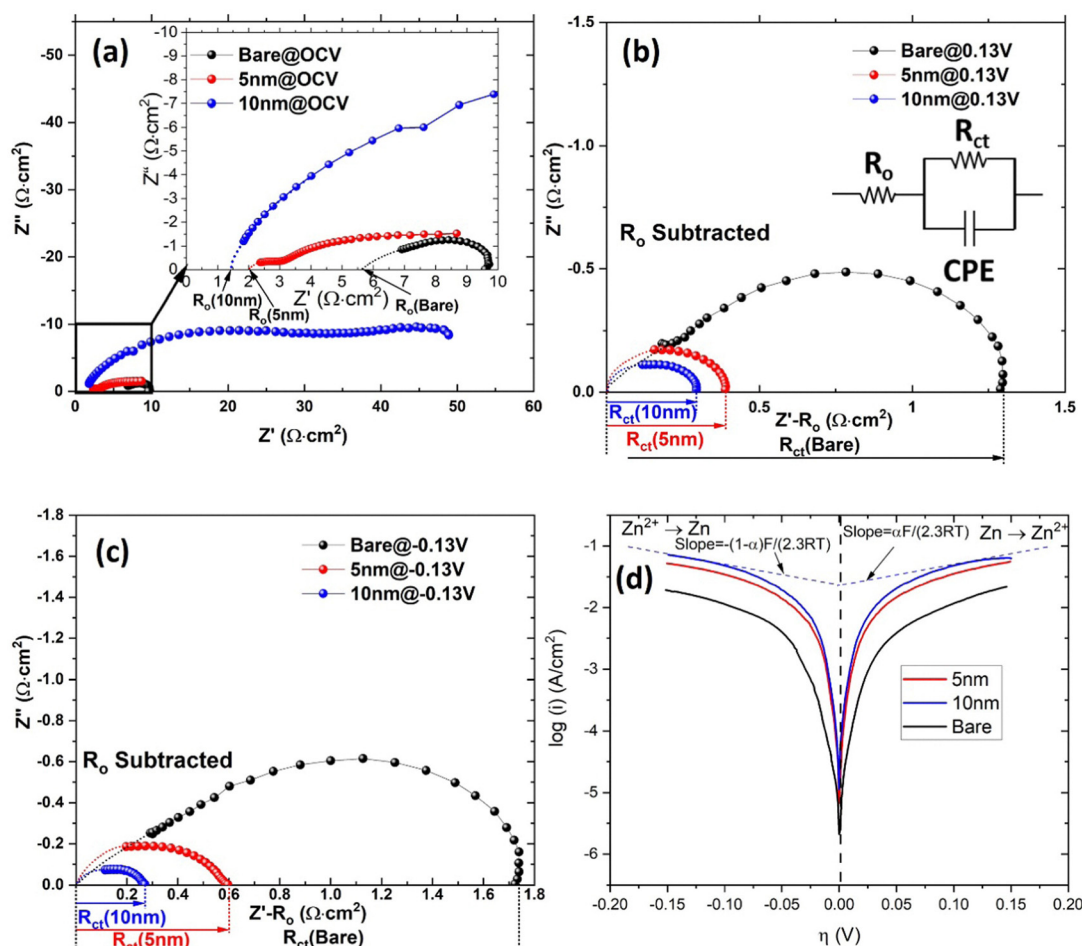 (a)
Bare@OCV
5nm@OCV
10nm@OCV
Z" (Ω·cm²)
-50
-40
-30
-20
-10
0
0 10 20 30 40 50 60
Z' (Ω·cm²)
-10
-9
-8
-7
-6
-5
-4
-3
-2
-1
0
Z" (Ω·cm²)
0 1 2 3 4 5 6 7 8 9 10
Z' (Ω·cm²)
Rₒ(10nm)
Rₒ(5nm)
Rₒ(Bare)
(b)
Bare@0.13V
5nm@0.13V
10nm@0.13V
Rct
Rₒ
CPE
Rₒ Subtracted
Z" (Ω·cm²)
-1.5
-1.0
-0.5
0.0
0.5 1 1.5
Z'-Rₒ (Ω·cm²)
Rct(10nm)
Rct(5nm)
Rct(Bare)
(c)
Bare@-0.13V
5nm@-0.13V
10nm@-0.13V
Rₒ Subtracted
Z" (Ω·cm²)
-1.8
-1.6
-1.4
-1.2
-1.0
-0.8
-0.6
-0.4
-0.2
0.0
0.2 0.4 0.6 0.8 1.0 1.2 1.4 1.6 1.8
Z'-Rₒ (Ω·cm²)
Rct(10nm)
Rct(5nm)
Rct(Bare)
Zn²⁺ → Zn
Slope=-(1-α)F/(2.3RT)
Slope=αF/(2.3RT)
Zn → Zn²⁺
(d)
5nm
10nm
Bare
log (i) (A/cm²)
-1
-2
-3
-4
-5
-6
-0.20 -0.15 -0.10 -0.05 0.00 0.05 0.10 0.15 0.20
η (V)